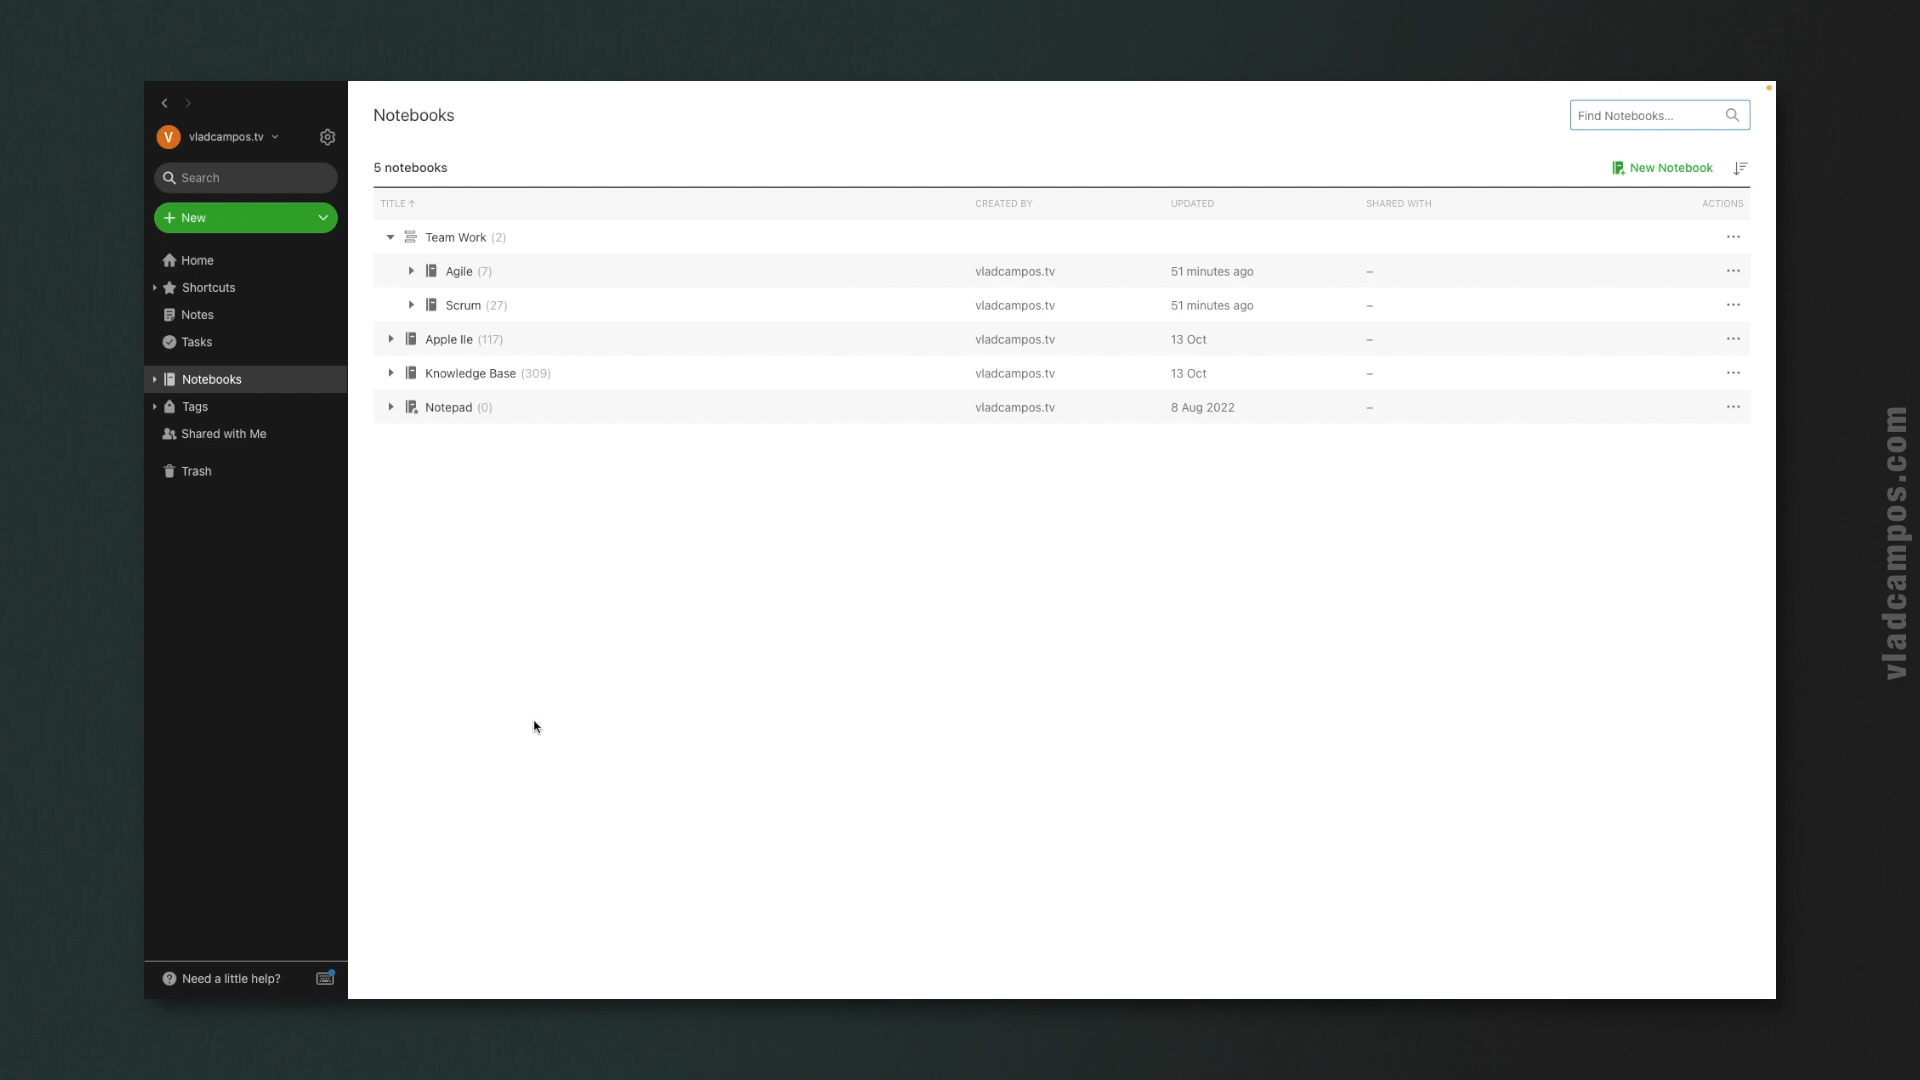 V vladcampos.tv
Search
New
Home
Shortcuts
Notes
Tasks
Notebooks
Tags
Shared with Me
Trash
Need a little help?
Notebooks
Find Notebooks...
5 notebooks
New Notebook
TITLE CREATED BY UPDATED SHARED WITH ACTIONS
Team Work (2)
Agile (7) vladcampos.tv 51 minutes ago –
Scrum (27) vladcampos.tv 51 minutes ago –
Apple IIe (117) vladcampos.tv 13 Oct –
Knowledge Base (309) vladcampos.tv 13 Oct –
Notepad (0) vladcampos.tv 8 Aug 2022 –
vladcampos.com